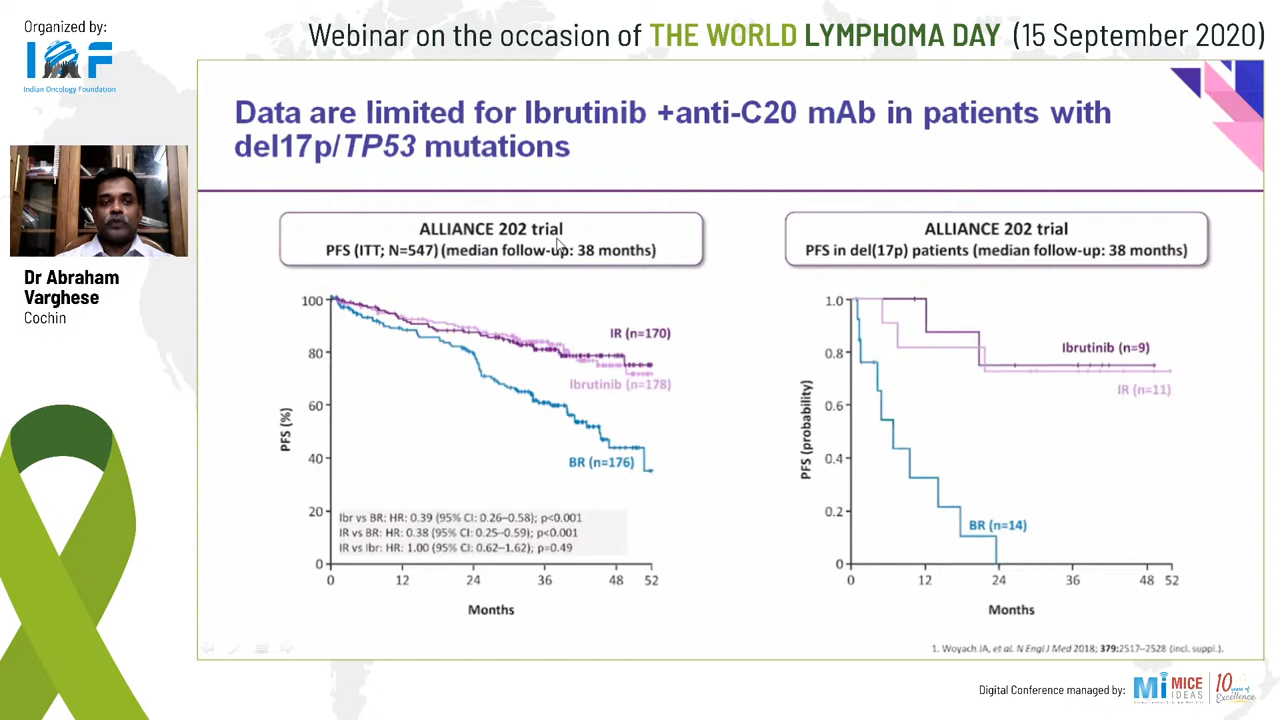 Organized by:
IOF
Indian Oncology Foundation
Webinar on the occasion of THE WORLD LYMPHOMA DAY (15 September 2020)
Dr Abraham
Varghese
Cochin
Data are limited for Ibrutinib +anti-C20 mAb in patients with
del17p/TP53 mutations
ALLIANCE 202 trial
PFS (ITT; N=547) (median follow-up: 38 months)
100
80
60
40
20
0
PFS (%)
IR (n=170)
Ibrutinib (n=178)
BR (n=176)
Ibr vs BR: HR: 0.39 (95% CI: 0.26–0.58); p<0.001
IR vs BR: HR: 0.38 (95% CI: 0.25–0.59); p<0.001
IR vs Ibr: HR: 1.00 (95% CI: 0.62–1.62); p=0.49
0 12 24 36 48 52
Months
ALLIANCE 202 trial
PFS in del(17p) patients (median follow-up: 38 months)
1.0
0.8
0.6
0.4
0.2
0
PFS (probability)
Ibrutinib (n=9)
IR (n=11)
BR (n=14)
0 12 24 36 48 52
Months
1. Woyach JA, et al. N Engl J Med 2018; 379:2517–2528 (incl. suppl.).
Digital Conference managed by:
Mi MICE
IDEAS
10 years of
Excellence